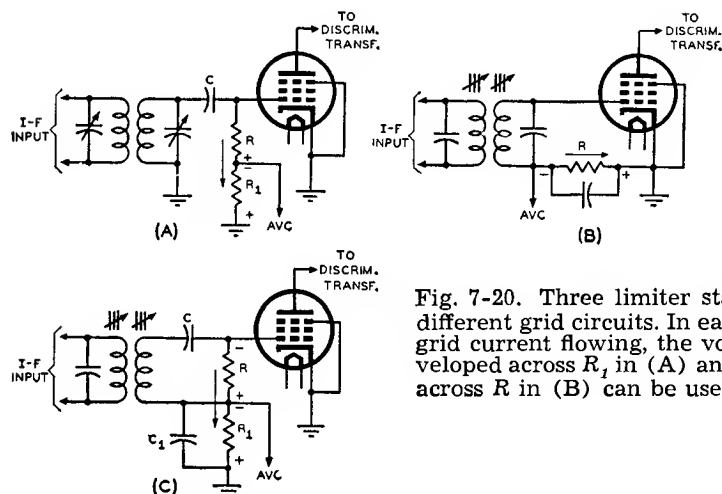 TO
DISCRIM.
TRANSF.
C
I-F
INPUT
R
+
-
R1
+
AVC
(A)
TO
DISCRIM.
TRANSF.
I-F
INPUT
R
-
+
AVC
(B)
TO
DISCRIM.
TRANSF.
C
I-F
INPUT
-
R
+
-
C1
R1
+
AVC
(C)
Fig. 7-20. Three limiter sta
different grid circuits. In ea
grid current flowing, the vo
veloped across R1 in (A) an
across R in (B) can be use